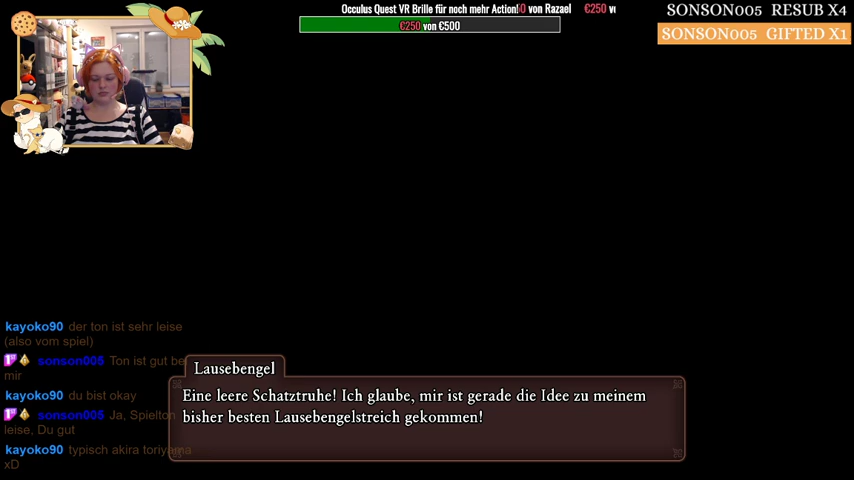 Occulus Quest VR Brille für noch mehr Action! von Razael €250
€250 von €500
SONSON005 RESUB X4
SONSON005 GIFTED X1
kayoko90 der ton ist sehr leise
(also vom spiel)
sonson005 Ton ist gut be
mir
kayoko90 du bist okay
sonson005 Ja, Spielton
leise, Du gut
kayoko90 typisch akira toriyama
xD
Lausebengel
Eine leere Schatztruhe! Ich glaube, mir ist gerade die Idee zu meinem
bisher besten Lausebengelstreich gekommen!